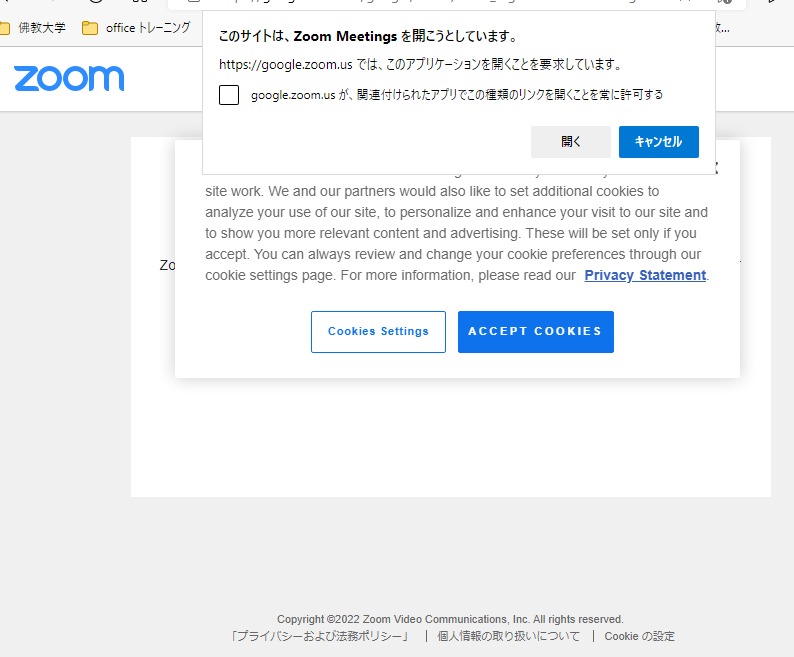 佛教大学
office トレーニング
zoom
このサイトは、Zoom Meetings を開こうとしています。
https://google.zoom.us では、このアプリケーションを開くことを要求しています。
google.zoom.us が、関連付けられたアプリでこの種類のリンクを開くことを常に許可する
開く
キャンセル
site work. We and our partners would also like to set additional cookies to
analyze your use of our site, to personalize and enhance your visit to our site and
to show you more relevant content and advertising. These will be set only if you
accept. You can always review and change your cookie preferences through our
cookie settings page. For more information, please read our Privacy Statement.
Zo
Cookies Settings
ACCEPT COOKIES
Copyright ©2022 Zoom Video Communications, Inc. All rights reserved.
「プライバシーおよび法務ポリシー」 | 個人情報の取り扱いについて | Cookie の設定